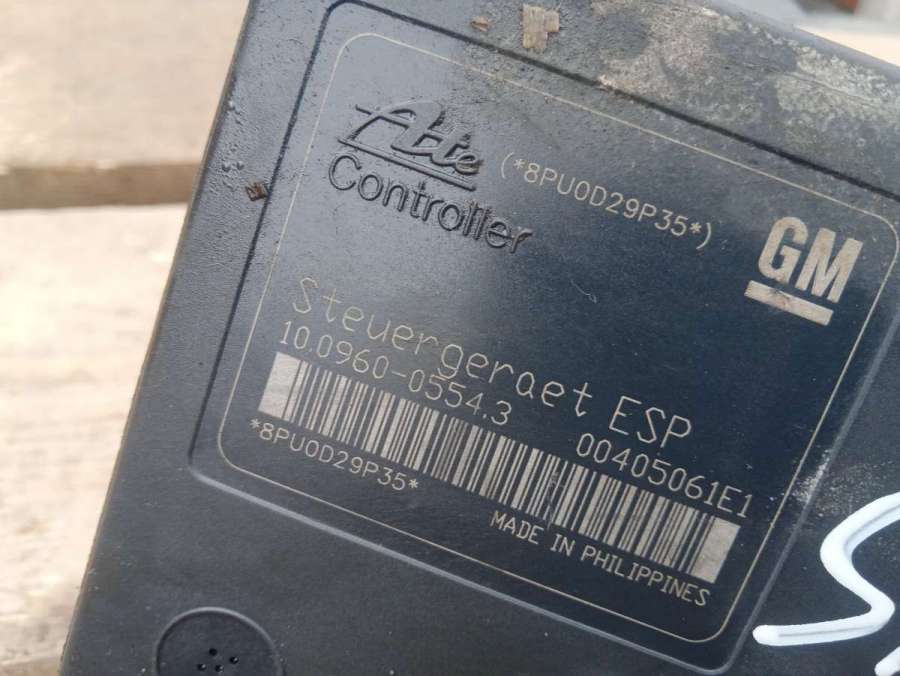 Ate
Controller
(*8PU0D29P35*)
GM
Steuergeraet ESP
10.0960-0554.3 00405061E1
*8PU0D29P35*
MADE IN PHILIPPINES